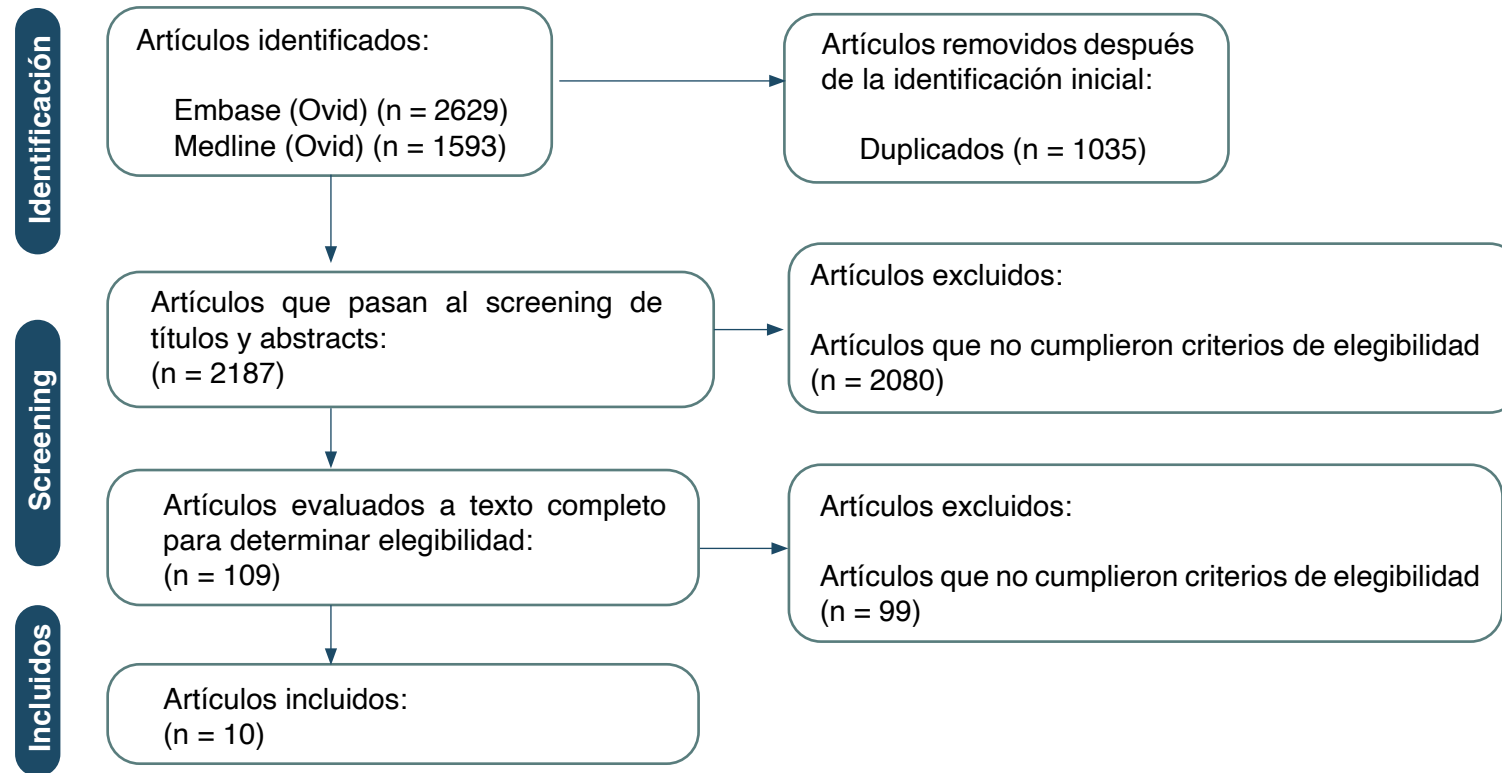 Identificación
Artículos identificados:
Embase (Ovid) (n = 2629)
Medline (Ovid) (n = 1593)
Artículos removidos después
de la identificación inicial:
Duplicados (n = 1035)
Screening
Artículos que pasan al screening de
títulos y abstracts:
(n = 2187)
Artículos excluidos:
Artículos que no cumplieron criterios de elegibilidad
(n = 2080)
Artículos evaluados a texto completo
para determinar elegibilidad:
(n = 109)
Artículos excluidos:
Artículos que no cumplieron criterios de elegibilidad
(n = 99)
Incluidos
Artículos incluidos:
(n = 10)